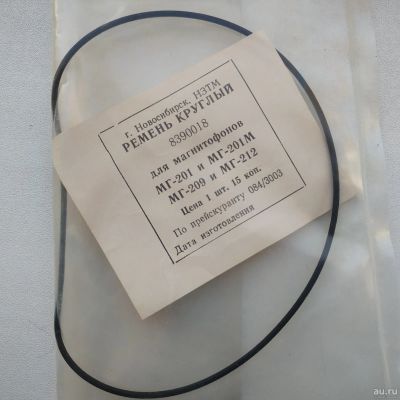 г. Новосибирск, НЗТМ
РЕМЕНЬ КРУГЛЫЙ
8390018
для магнитофонов
МГ-201 и МГ-201М
МГ-209 и МГ-212
Цена 1 шт. 15 коп.
По прейскуранту 084/3003
Дата изготовления
au.ru